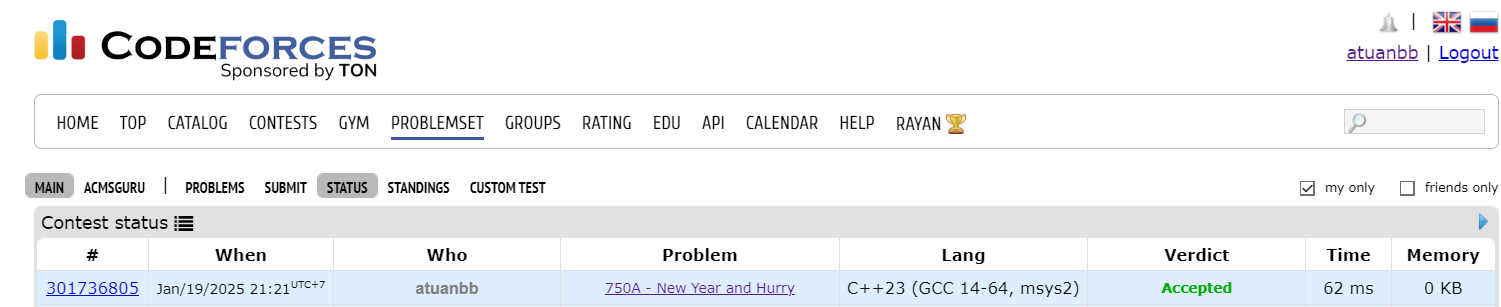 CODEFORCES
Sponsored by TON
|
atuanbb | Logout
HOME TOP CATALOG CONTESTS GYM PROBLEMSET GROUPS RATING EDU API CALENDAR HELP RAYAN
MAIN ACMSGURU | PROBLEMS SUBMIT STATUS STANDINGS CUSTOM TEST my only friends only
Contest status
# When Who Problem Lang Verdict Time Memory
301736805 Jan/19/2025 21:21UTC+7 atuanbb 750A - New Year and Hurry C++23 (GCC 14-64, msys2) Accepted 62 ms 0 KB